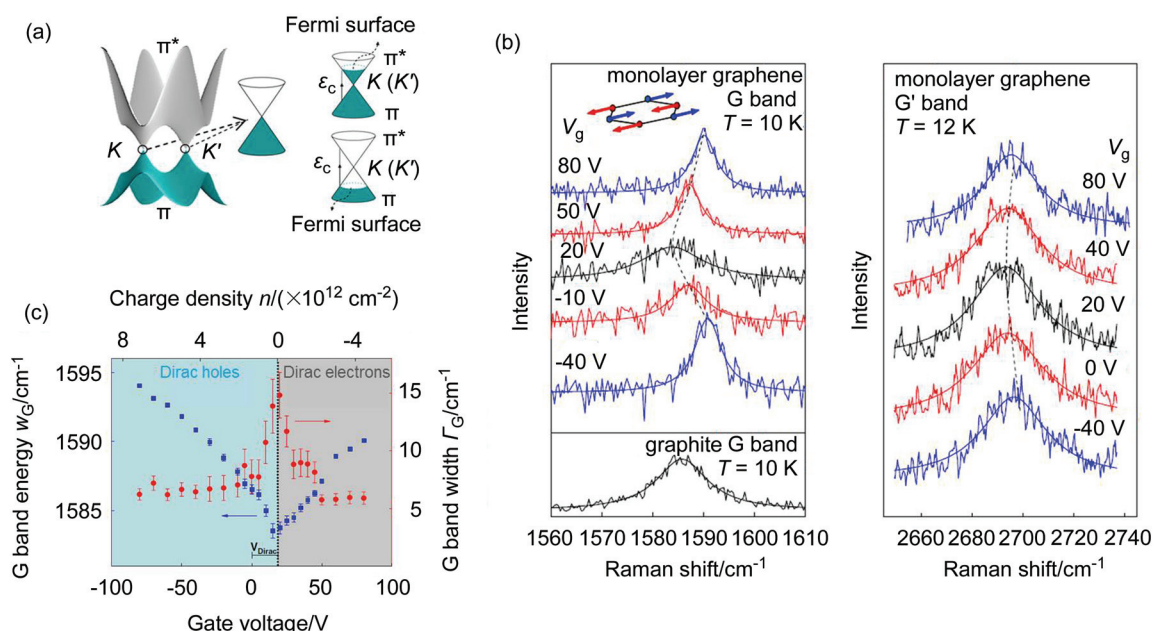 (a)
π*
K
K'
π
Fermi surface
π*
εc
K (K')
π
π*
εc
K (K')
π
Fermi surface
(b)
monolayer graphene
G band
T = 10 K
Vg
80 V
50 V
20 V
-10 V
-40 V
graphite G band
T = 10 K
Intensity
1560 1570 1580 1590 1600 1610
Raman shift/cm-1
monolayer graphene
G' band
T = 12 K
Vg
80 V
40 V
20 V
0 V
-40 V
Intensity
2660 2680 2700 2720 2740
Raman shift/cm-1
(c)
Charge density n/(×10^12 cm-2)
8 4 0 -4
Dirac holes
Dirac electrons
1595
1590
1585
15
10
5
VDirac
G band energy wG/cm-1
G band width ΓG/cm-1
-100 -50 0 50 100
Gate voltage/V